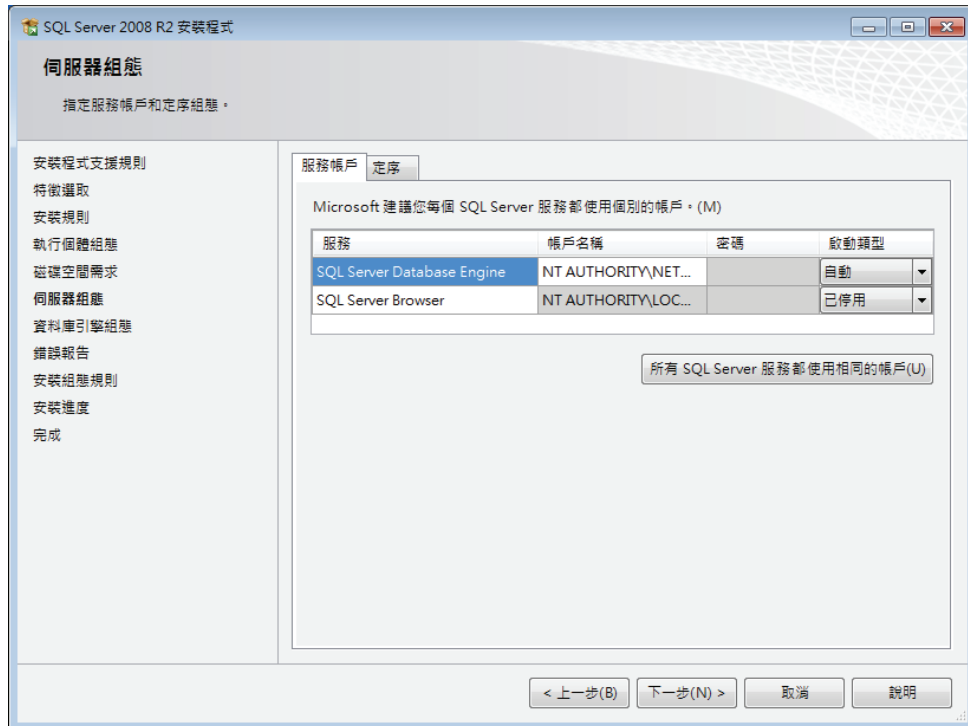 SQL Server 2008 R2 安裝程式
伺服器組態
指定服務帳戶和定序組態。
安裝程式支援規則
特徵選取
安裝規則
執行個體組態
磁碟空間需求
伺服器組態
資料庫引擎組態
錯誤報告
安裝組態規則
安裝進度
完成
服務帳戶 定序
Microsoft 建議您每個 SQL Server 服務都使用個別的帳戶。(M)
服務 帳戶名稱 密碼 啟動類型
SQL Server Database Engine NT AUTHORITY\NET... 自動
SQL Server Browser NT AUTHORITY\LOC... 已停用
所有 SQL Server 服務都使用相同的帳戶(U)
< 上一步(B) 下一步(N) > 取消 說明